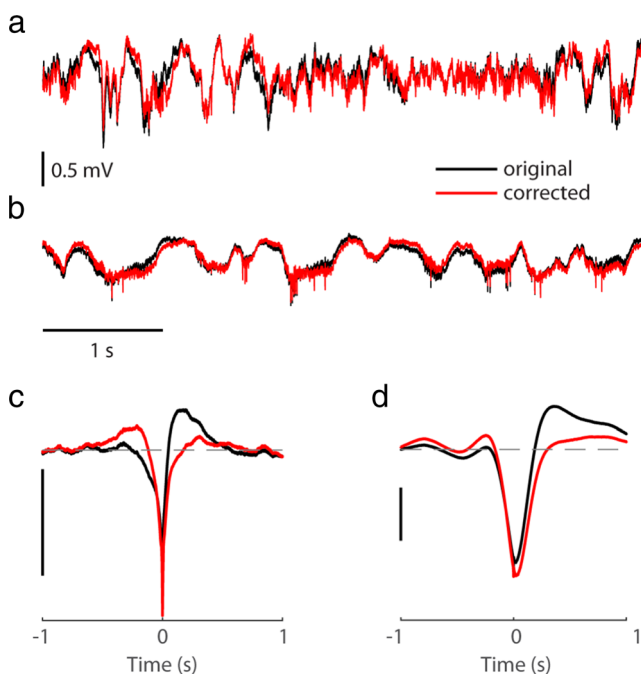 a
0.5 mV
original
corrected
b
1 s
c
d
-1 0 1
-1 0 1
Time (s)
Time (s)